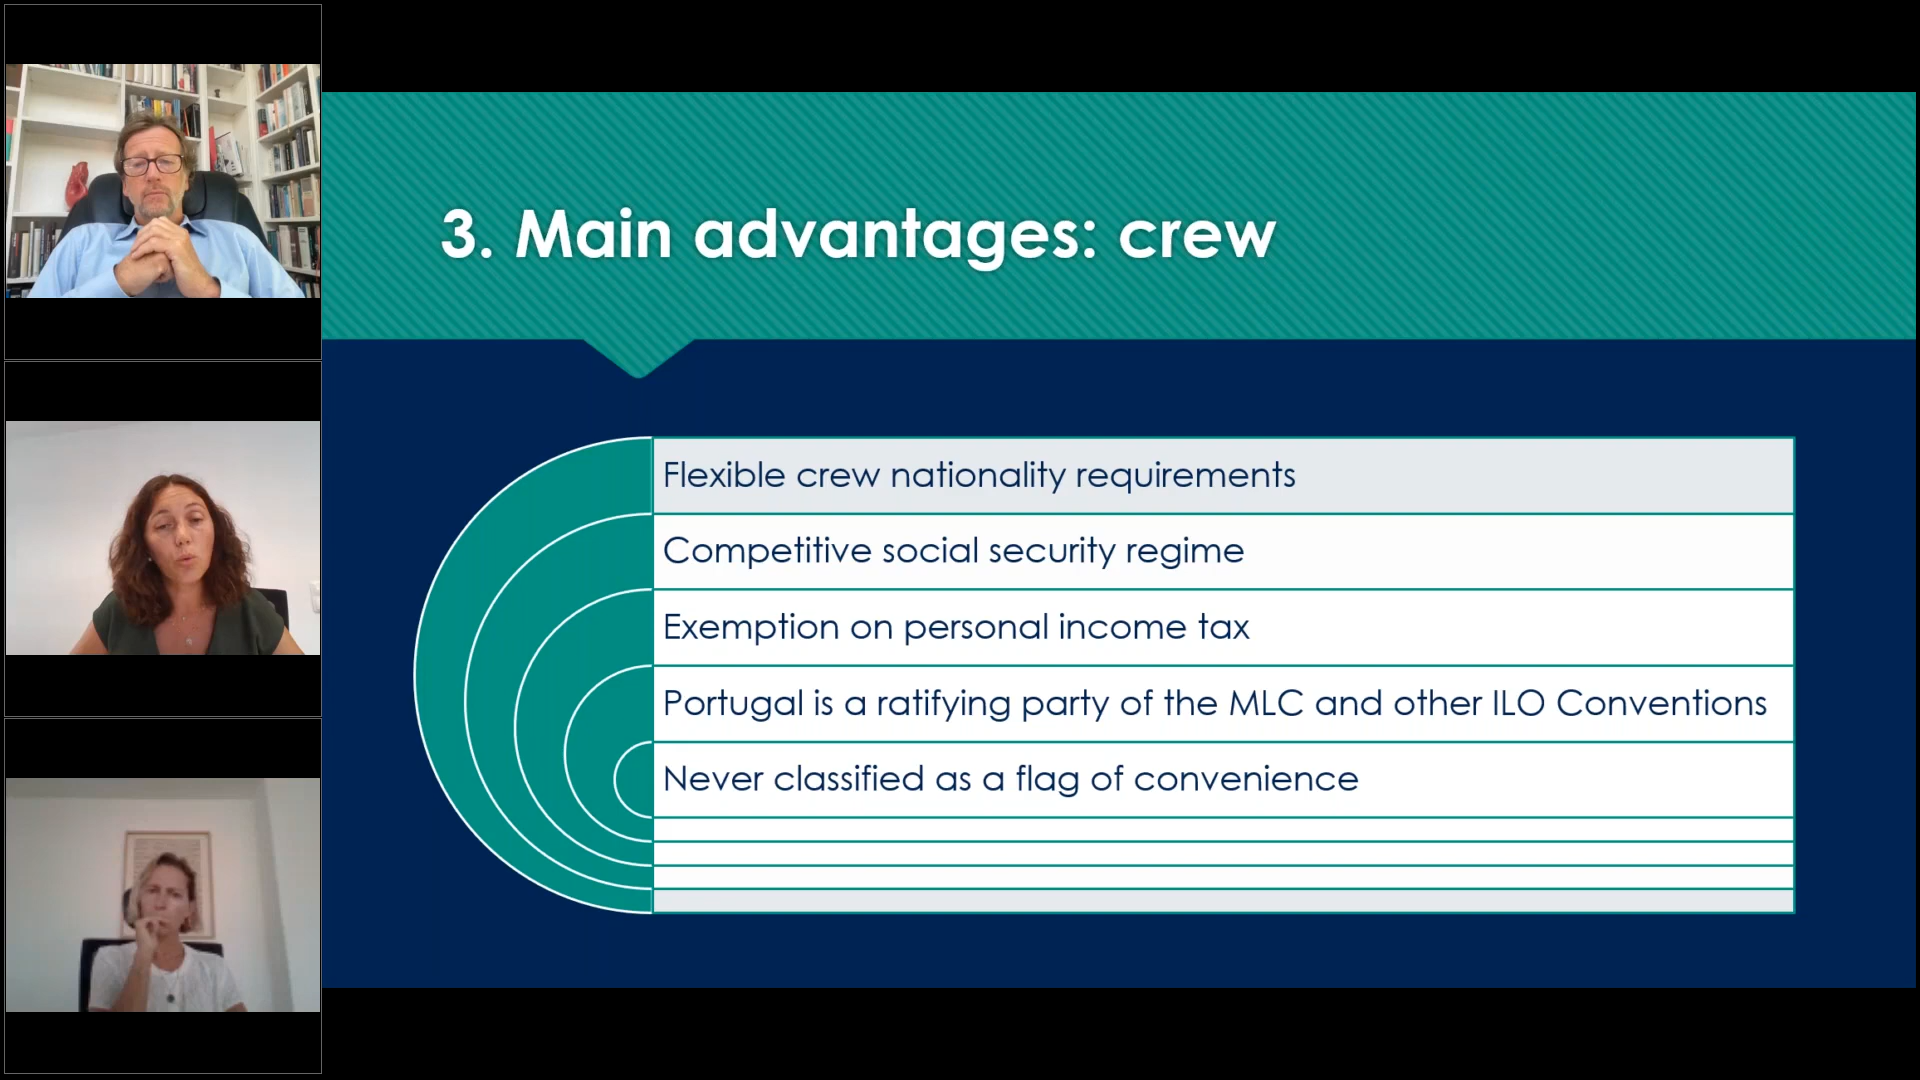 3. Main advantages: crew
Flexible crew nationality requirements
Competitive social security regime
Exemption on personal income tax
Portugal is a ratifying party of the MLC and other ILO Conventions
Never classified as a flag of convenience